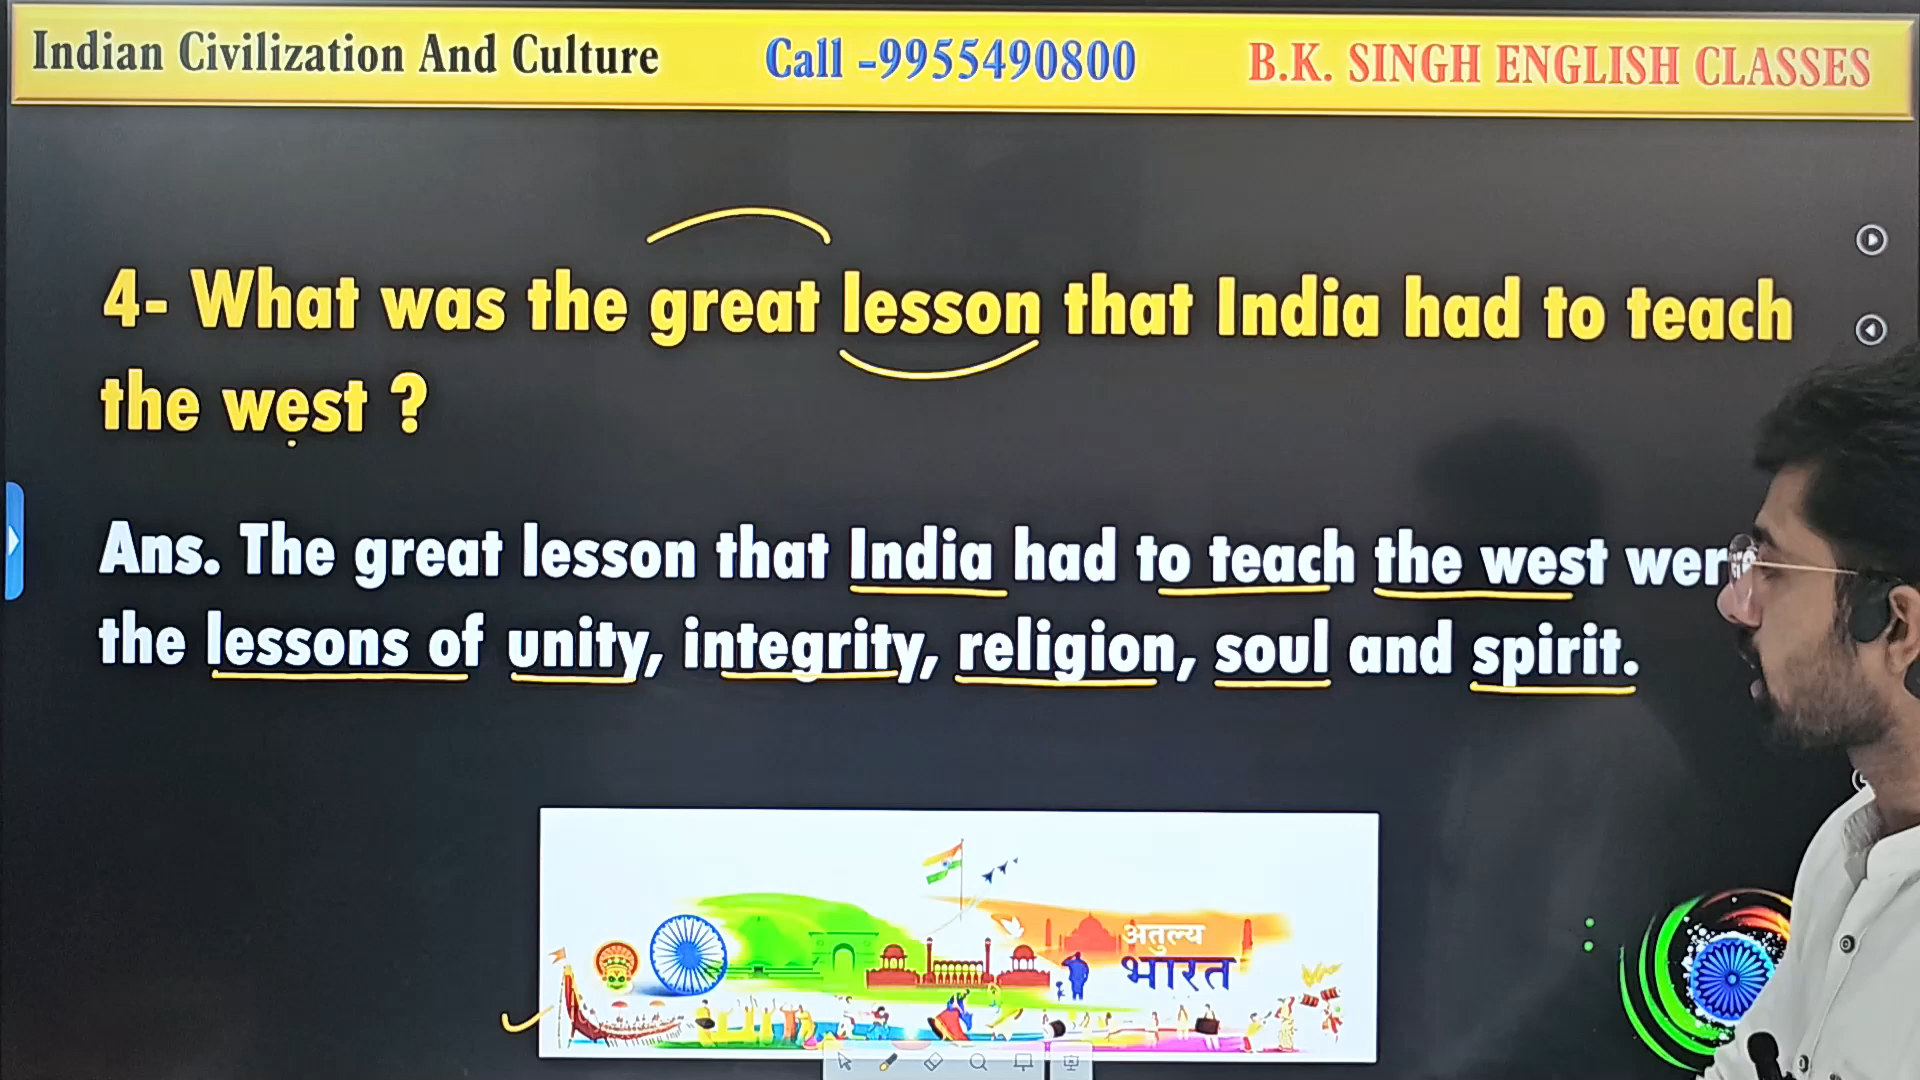 Indian Civilization And Culture Call -9955490800 B.K. SINGH ENGLISH CLASSES
4- What was the great lesson that India had to teach
the west ?
Ans. The great lesson that India had to teach the west were
the lessons of unity, integrity, religion, soul and spirit.
अतुल्य
भारत